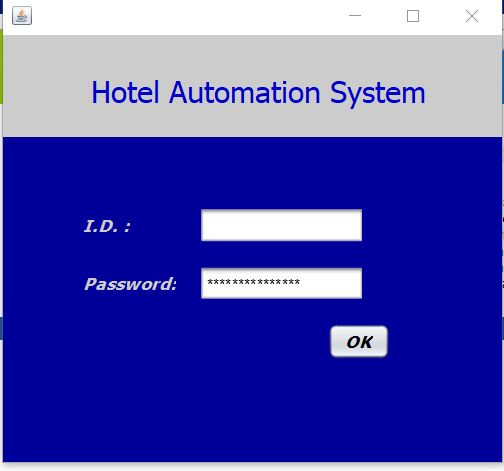 Hotel Automation System
I.D. :
Password:
***************
OK